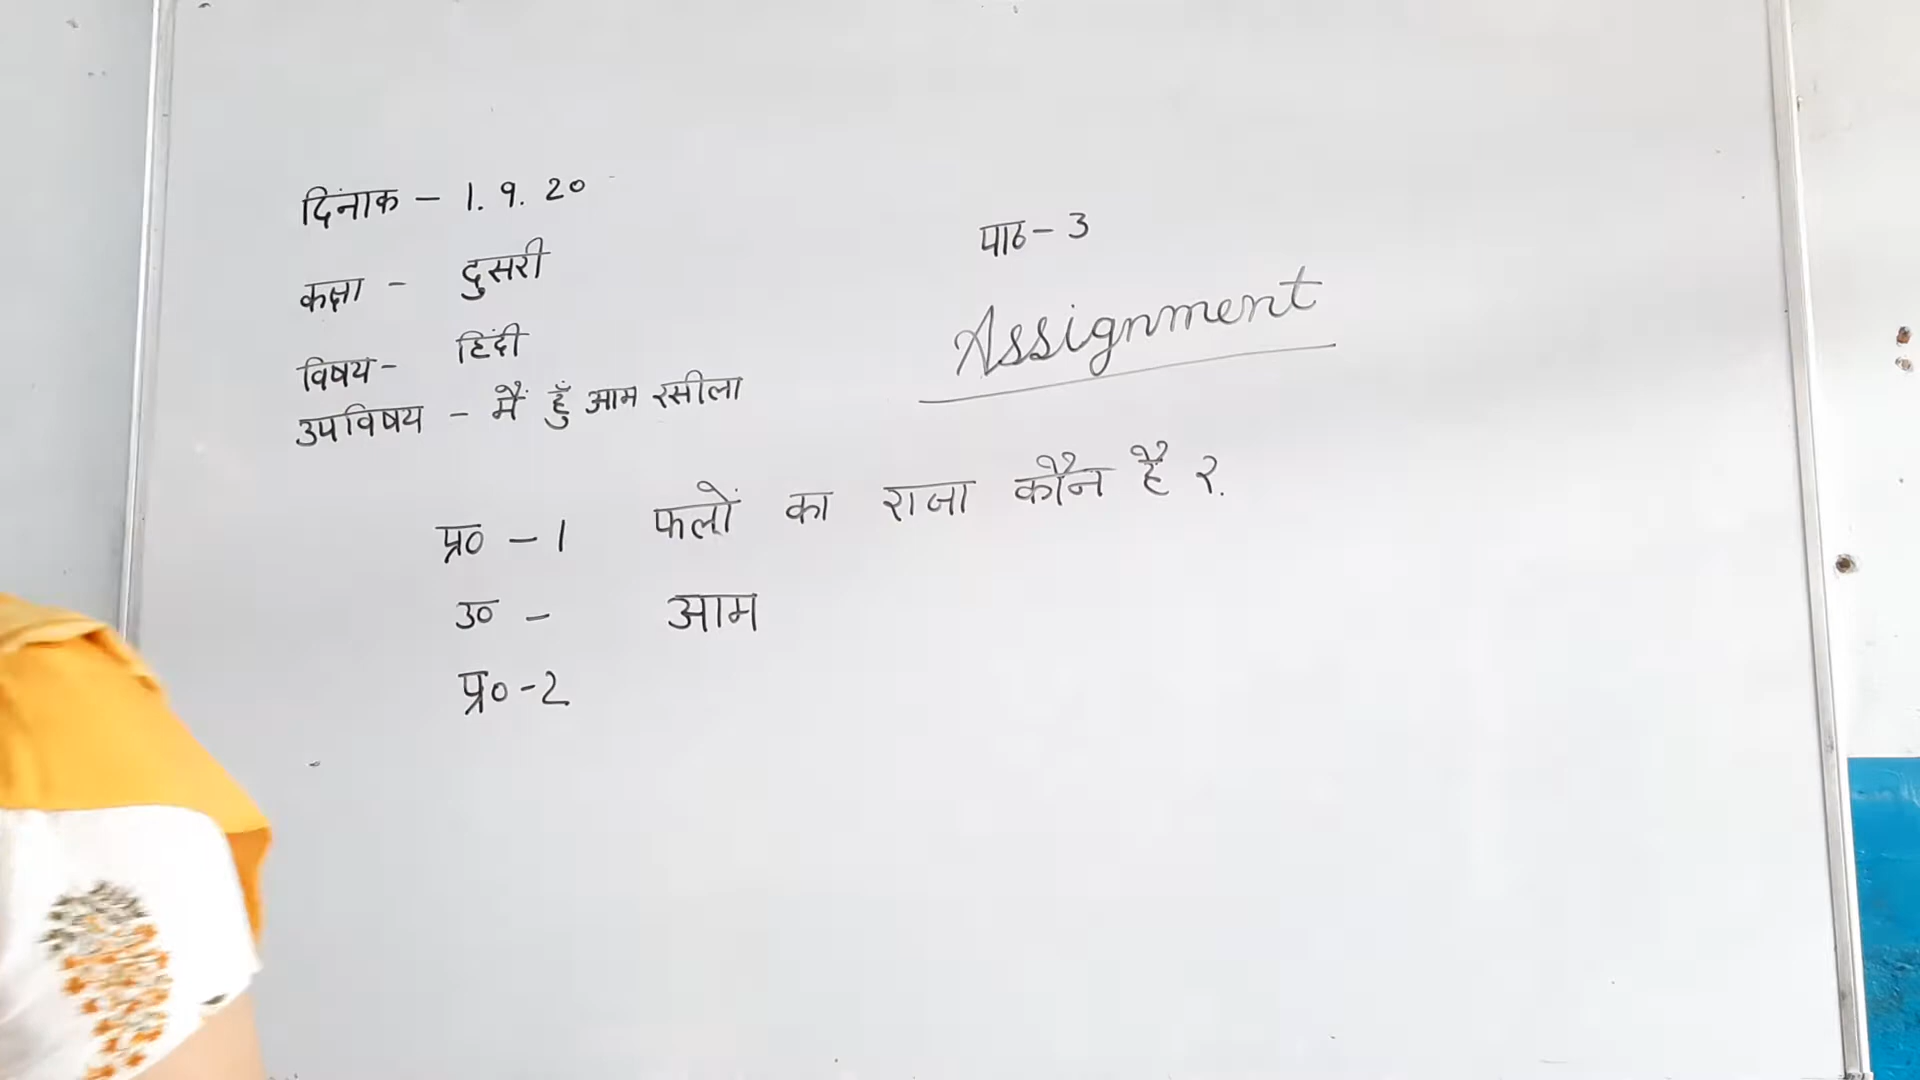 दिंनाक - 1. 9. 20
कक्षा - दुसरी
विषय- हिंदी
उपविषय - मैं हूँ आम रसीला
पाठ- 3
Assignment
प्र० - 1 फलों का राजा कौन है ?
उ० - आम
प्र० -2